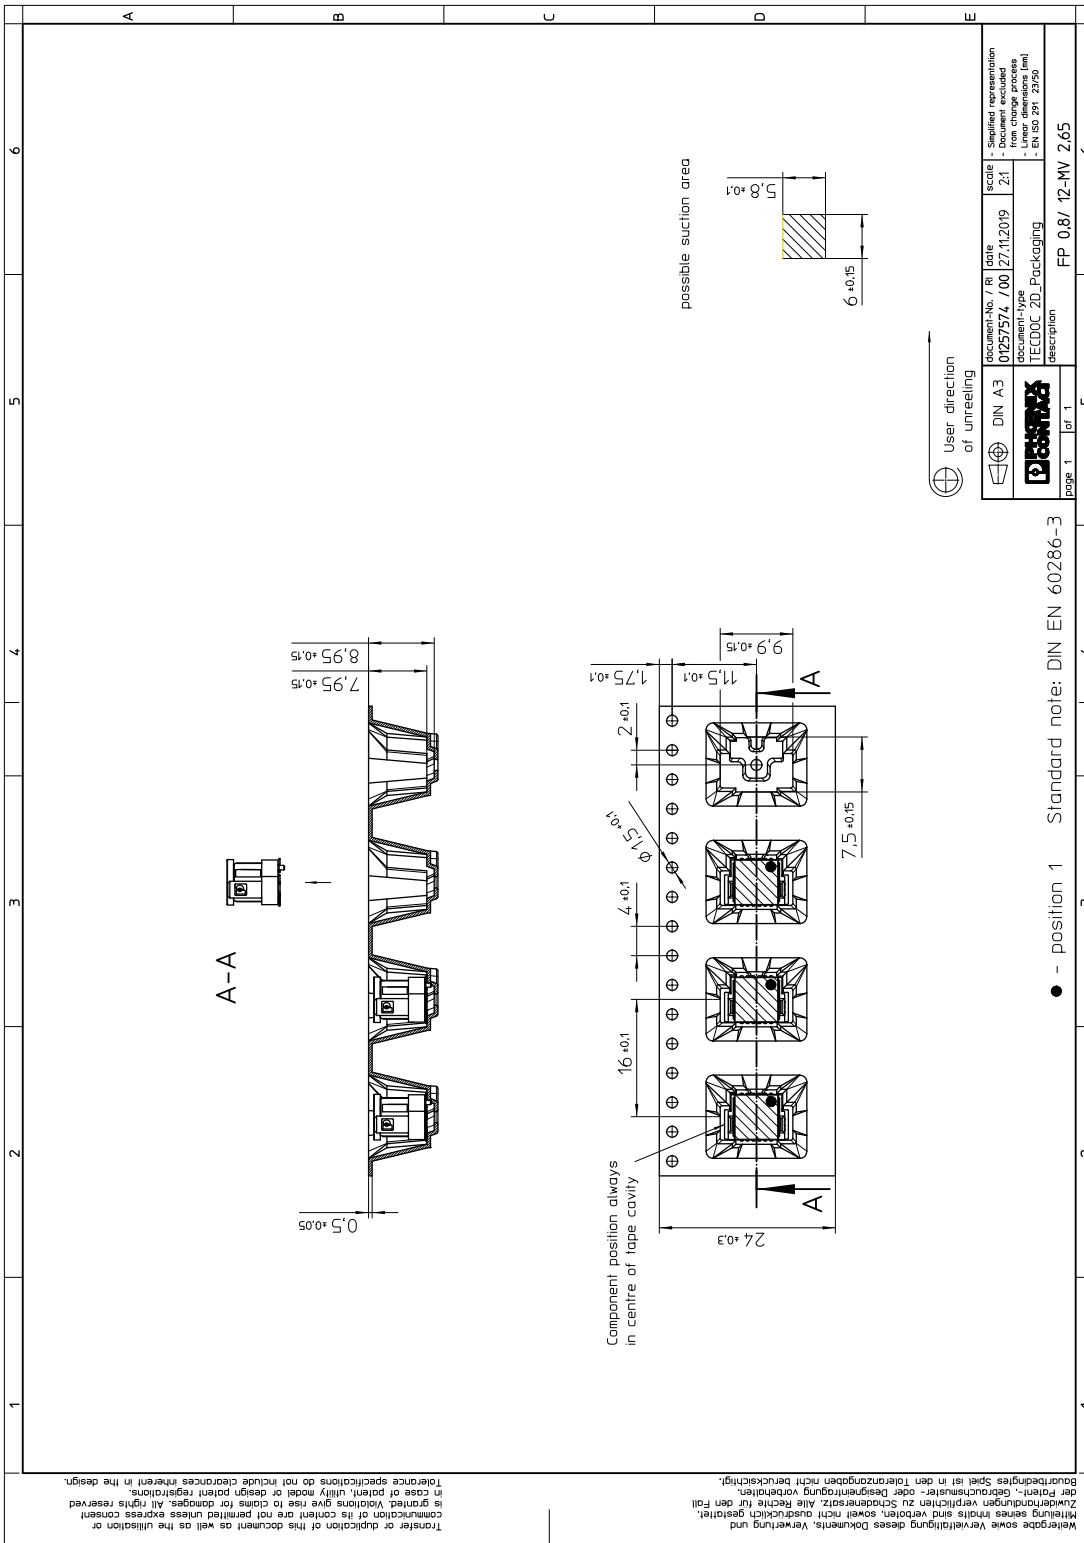 1
2
3
4
5
6
A
B
C
D
E
A-A
0,5 ±0,05
7,95 ±0,15
8,95 ±0,15
Component position always
in centre of tape cavity
16 ±0,1
4 ±0,1
Ø 1,5 +0,1
2 ±0,1
1,75 ±0,1
11,5 ±0,1
9,9 ±0,15
24 ±0,3
7,5 ±0,15
A
A
possible suction area
5,8 ±0,1
6 ±0,15
User direction
of unreeling
● - position 1
Standard note: DIN EN 60286-3
DIN A3
PHOENIX
CONTACT
page 1
of 1
document-No. / RI
01257574 / 00
date
27.11.2019
scale
2:1
- Simplified representation
- Document excluded
from change process
- Linear dimensions [mm]
- EN ISO 291 23/50
document-type
TECDOC 2D_Packaging
description
FP 0,8/ 12-MV 2,65
Transfer or duplication of this document as well as the utilisation or
communication of its content are not permitted unless express consent
is granted. Violations give rise to claims for damages. All rights reserved
in case of patent, utility model or design patent registrations.
Tolerance specifications do not include clearances inherent in the design.
Weitergabe sowie Vervielfältigung dieses Dokuments, Verwertung und
Mitteilung seines Inhalts sind verboten, soweit nicht ausdrücklich gestattet.
Zuwiderhandlungen verpflichten zu Schadenersatz. Alle Rechte für den Fall
der Patent-, Gebrauchsmuster- oder Designeintragung vorbehalten.
Bauartbedingtes Spiel ist in den Toleranzangaben nicht berücksichtigt.